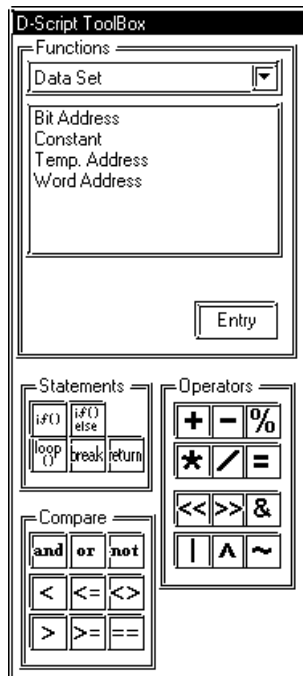 D-Script ToolBox
Functions
Data Set
Bit Address
Constant
Temp. Address
Word Address
Entry
Statements
if() if() else
loop () break return
Operators
+ - %
* / =
<< >> &
| ^ ~
Compare
and or not
< <= <>
> >= ==